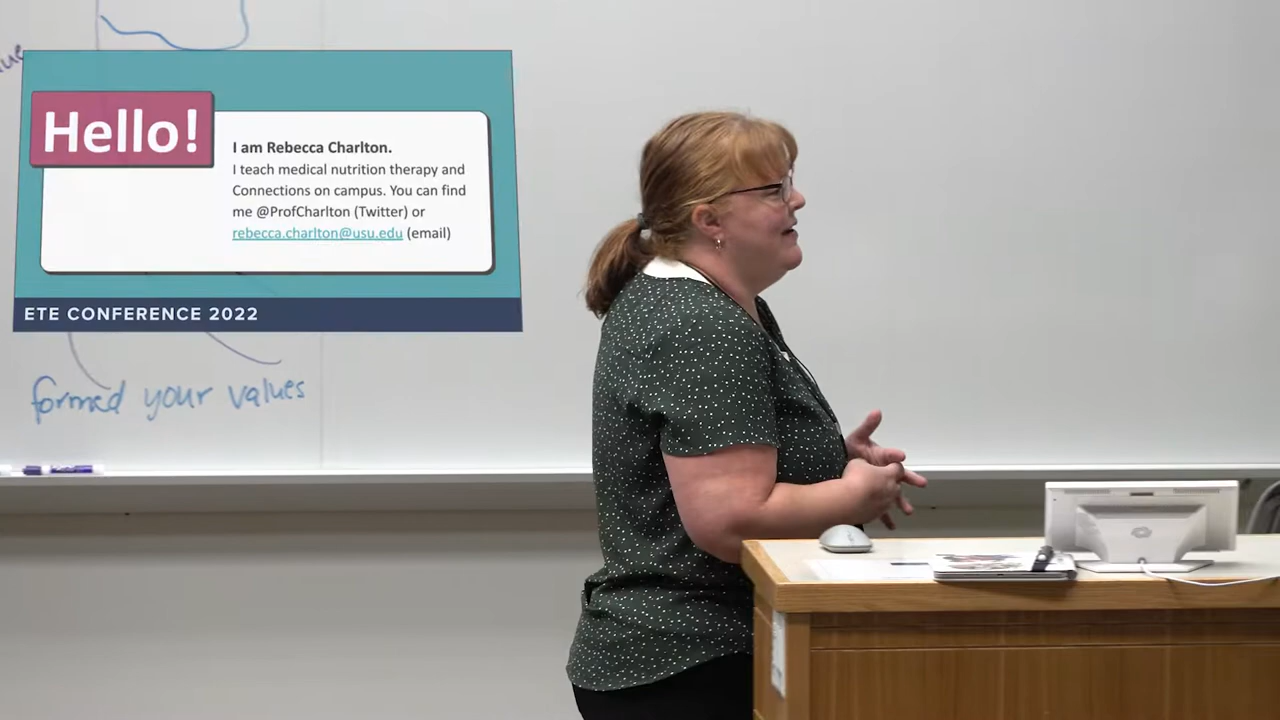 Hello!
I am Rebecca Charlton.
I teach medical nutrition therapy and
Connections on campus. You can find
me @ProfCharlton (Twitter) or
rebecca.charlton@usu.edu (email)
ETE CONFERENCE 2022
formed your values